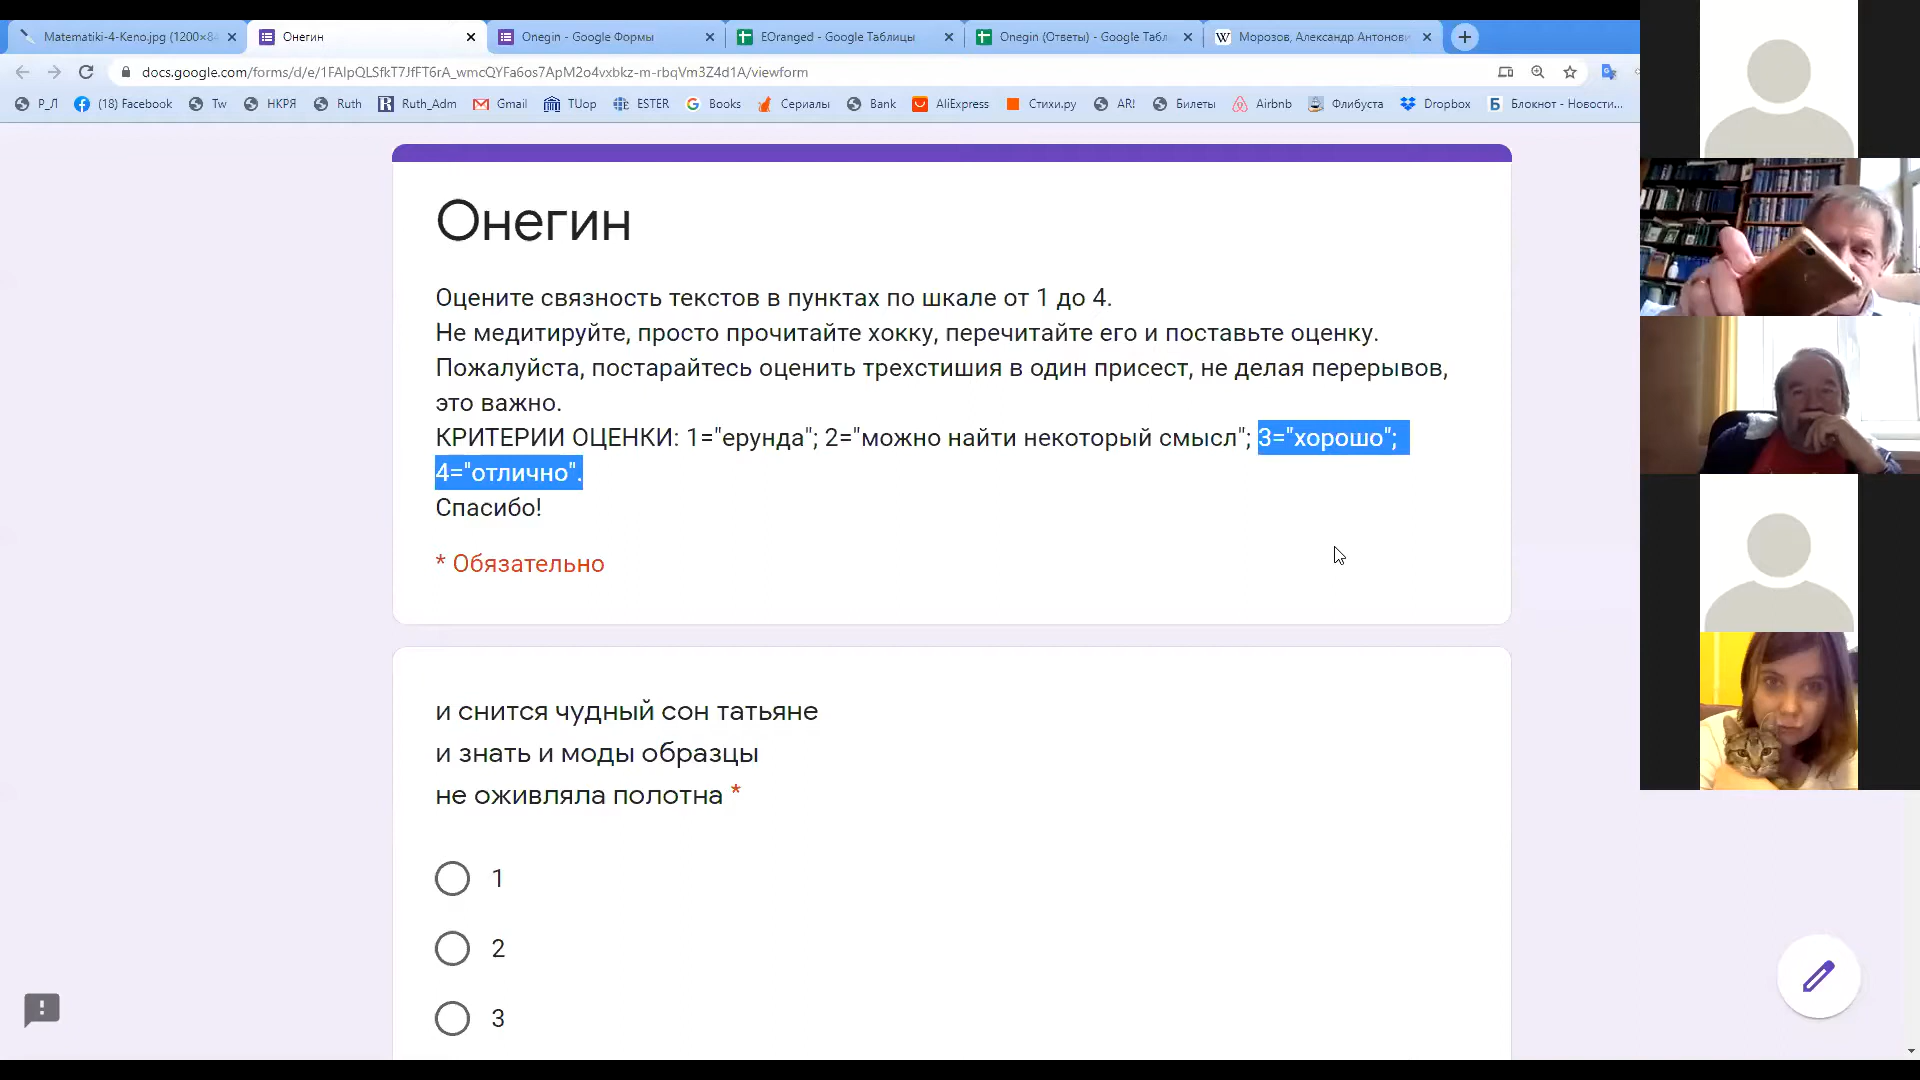 Matematiki-4-Keno.jpg (1200×84
Онегин
Onegin - Google Формы
EOranged - Google Таблицы
Onegin (Ответы) - Google Табл
Морозов, Александр Антонови
docs.google.com/forms/d/e/1FAIpQLSfkT7JfFT6rA_wmcQYFa6os7ApM2o4vxbkz-m-rbqVm3Z4d1A/viewform
Р_Л
(18) Facebook
Tw
НКРЯ
Ruth
Ruth_Adm
Gmail
TUop
ESTER
Books
Сериалы
Bank
AliExpress
Стихи.ру
AR!
Билеты
Airbnb
Флибуста
Dropbox
Блокнот - Новости...
Онегин
Оцените связность текстов в пунктах по шкале от 1 до 4.
Не медитируйте, просто прочитайте хокку, перечитайте его и поставьте оценку.
Пожалуйста, постарайтесь оценить трехстишия в один присест, не делая перерывов,
это важно.
КРИТЕРИИ ОЦЕНКИ: 1="ерунда"; 2="можно найти некоторый смысл"; 3="хорошо";
4="отлично".
Спасибо!
* Обязательно
и снится чудный сон татьяне
и знать и моды образцы
не оживляла полотна *
1
2
3